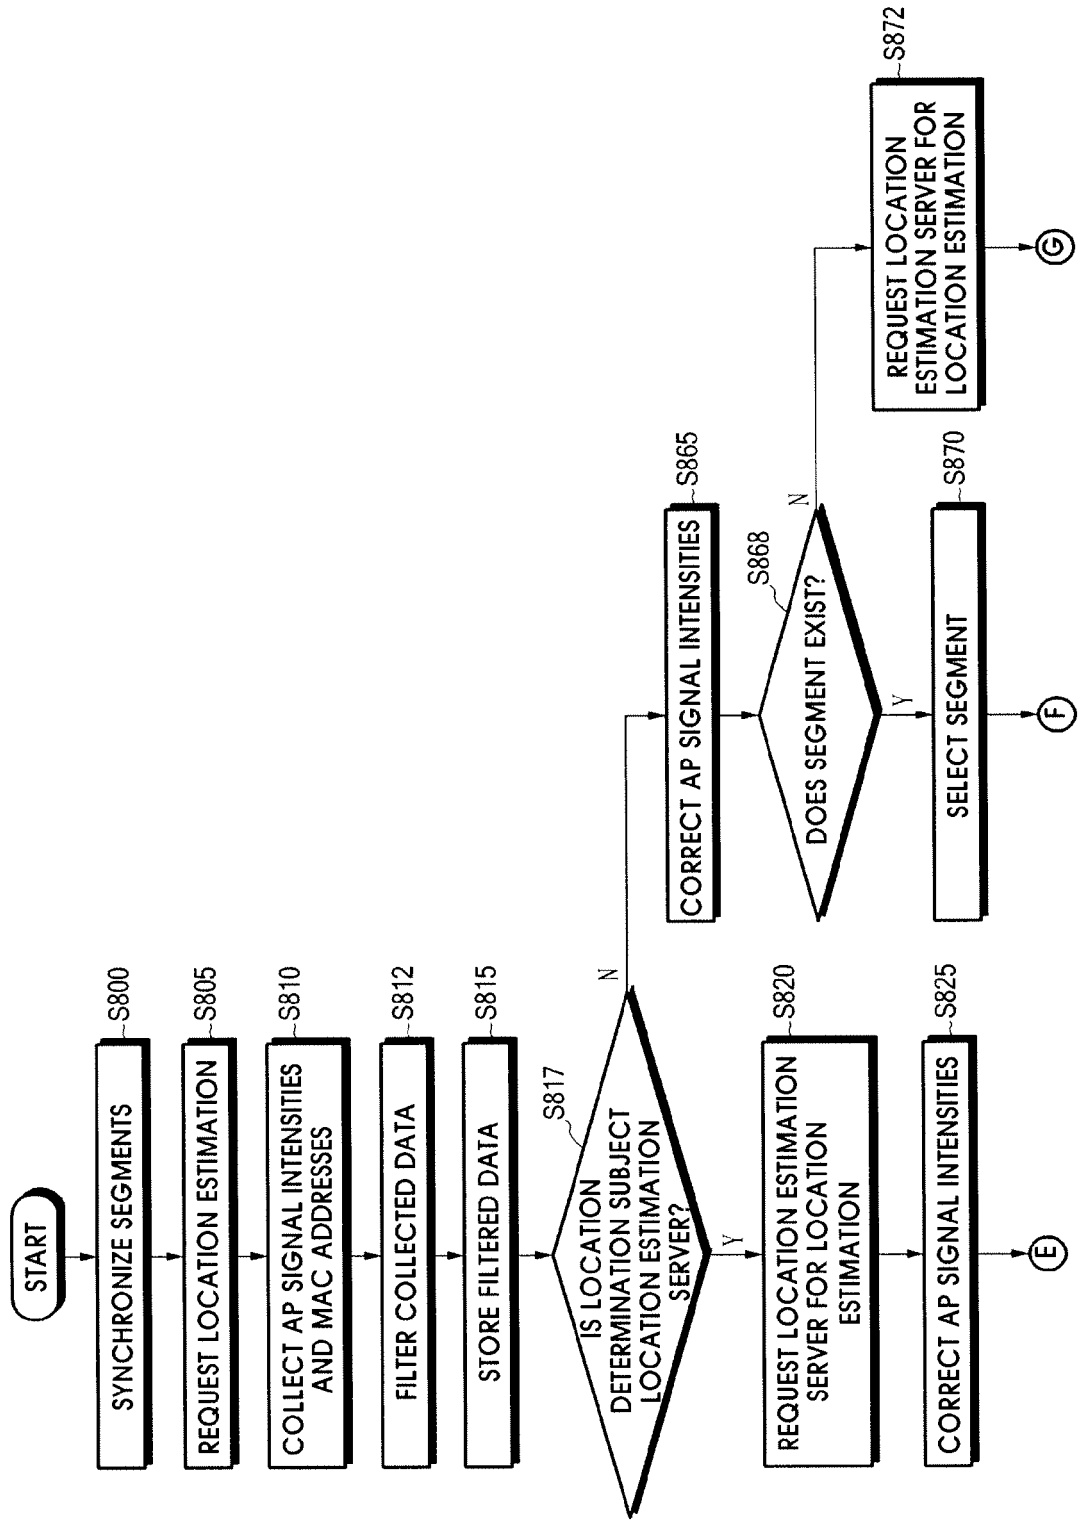 START
SYNCHRONIZE SEGMENTS
S800
REQUEST LOCATION ESTIMATION
S805
COLLECT AP SIGNAL INTENSITIES
AND MAC ADDRESSES
S810
FILTER COLLECTED DATA
S812
STORE FILTERED DATA
S815
IS LOCATION
DETERMINATION SUBJECT
LOCATION ESTIMATION
SERVER?
S817
N
Y
REQUEST LOCATION ESTIMATION
SERVER FOR LOCATION
ESTIMATION
S820
CORRECT AP SIGNAL INTENSITIES
S825
E
CORRECT AP SIGNAL INTENSITIES
S865
DOES SEGMENT EXIST?
S868
N
Y
SELECT SEGMENT
S870
F
REQUEST LOCATION
ESTIMATION SERVER FOR
LOCATION ESTIMATION
S872
G